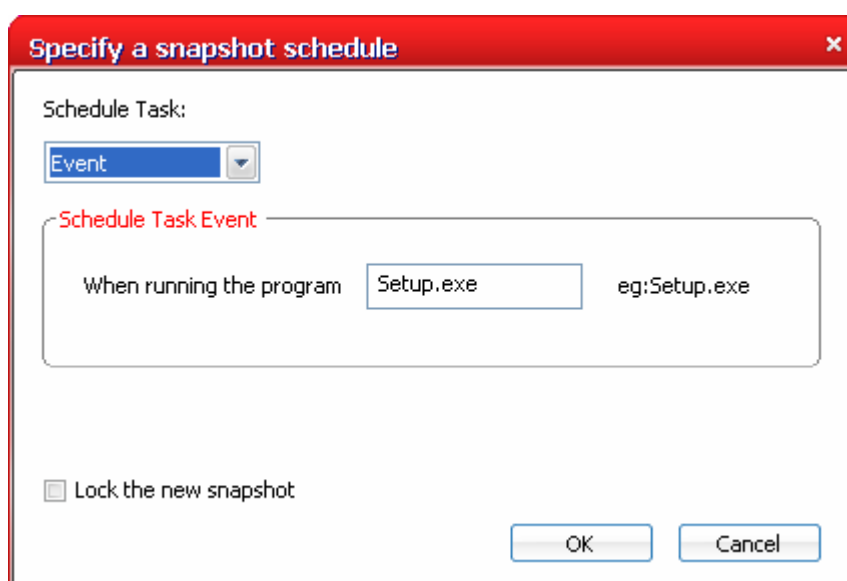 Specify a snapshot schedule
Schedule Task:
Event
Schedule Task Event
When running the program Setup.exe eg:Setup.exe
Lock the new snapshot
OK Cancel